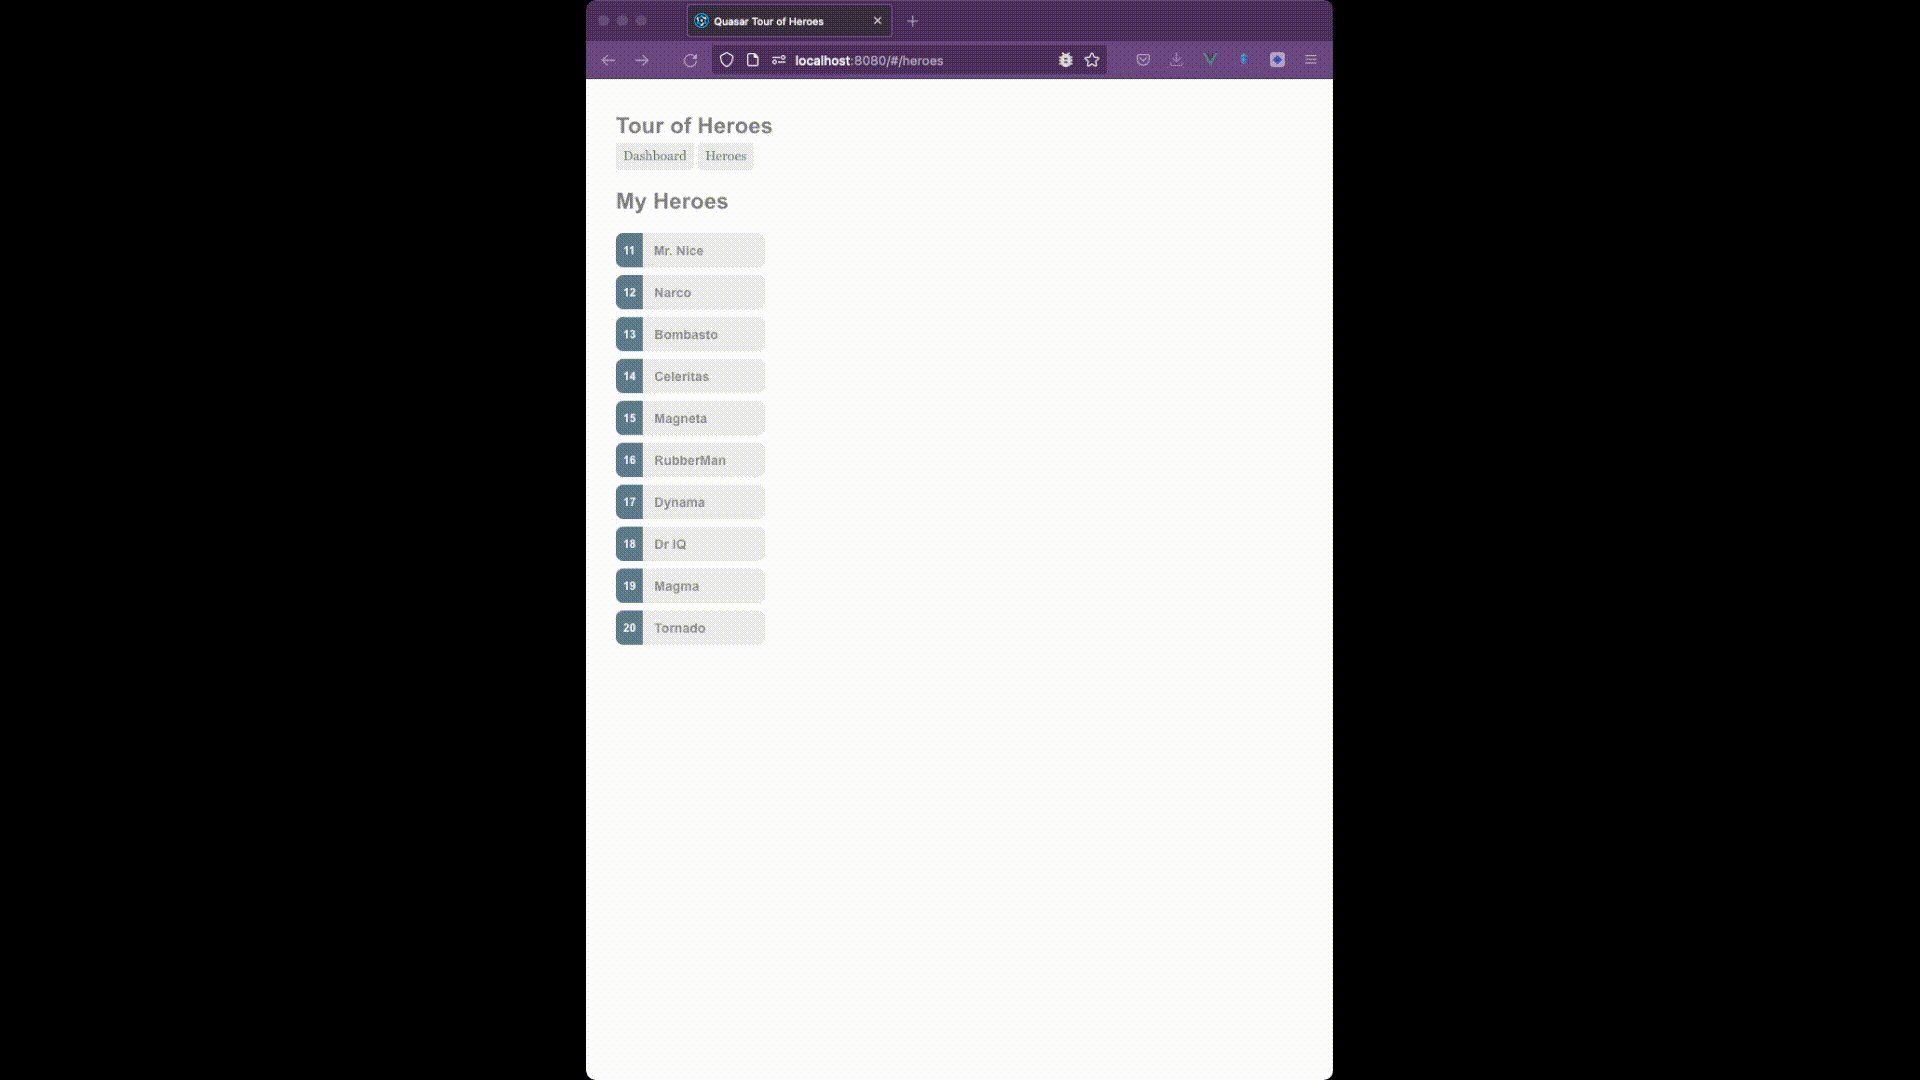 Quasar Tour of Heroes
localhost:8080/#/heroes
Tour of Heroes
Dashboard Heroes
My Heroes
11 Mr. Nice
12 Narco
13 Bombasto
14 Celeritas
15 Magneta
16 RubberMan
17 Dynama
18 Dr IQ
19 Magma
20 Tornado